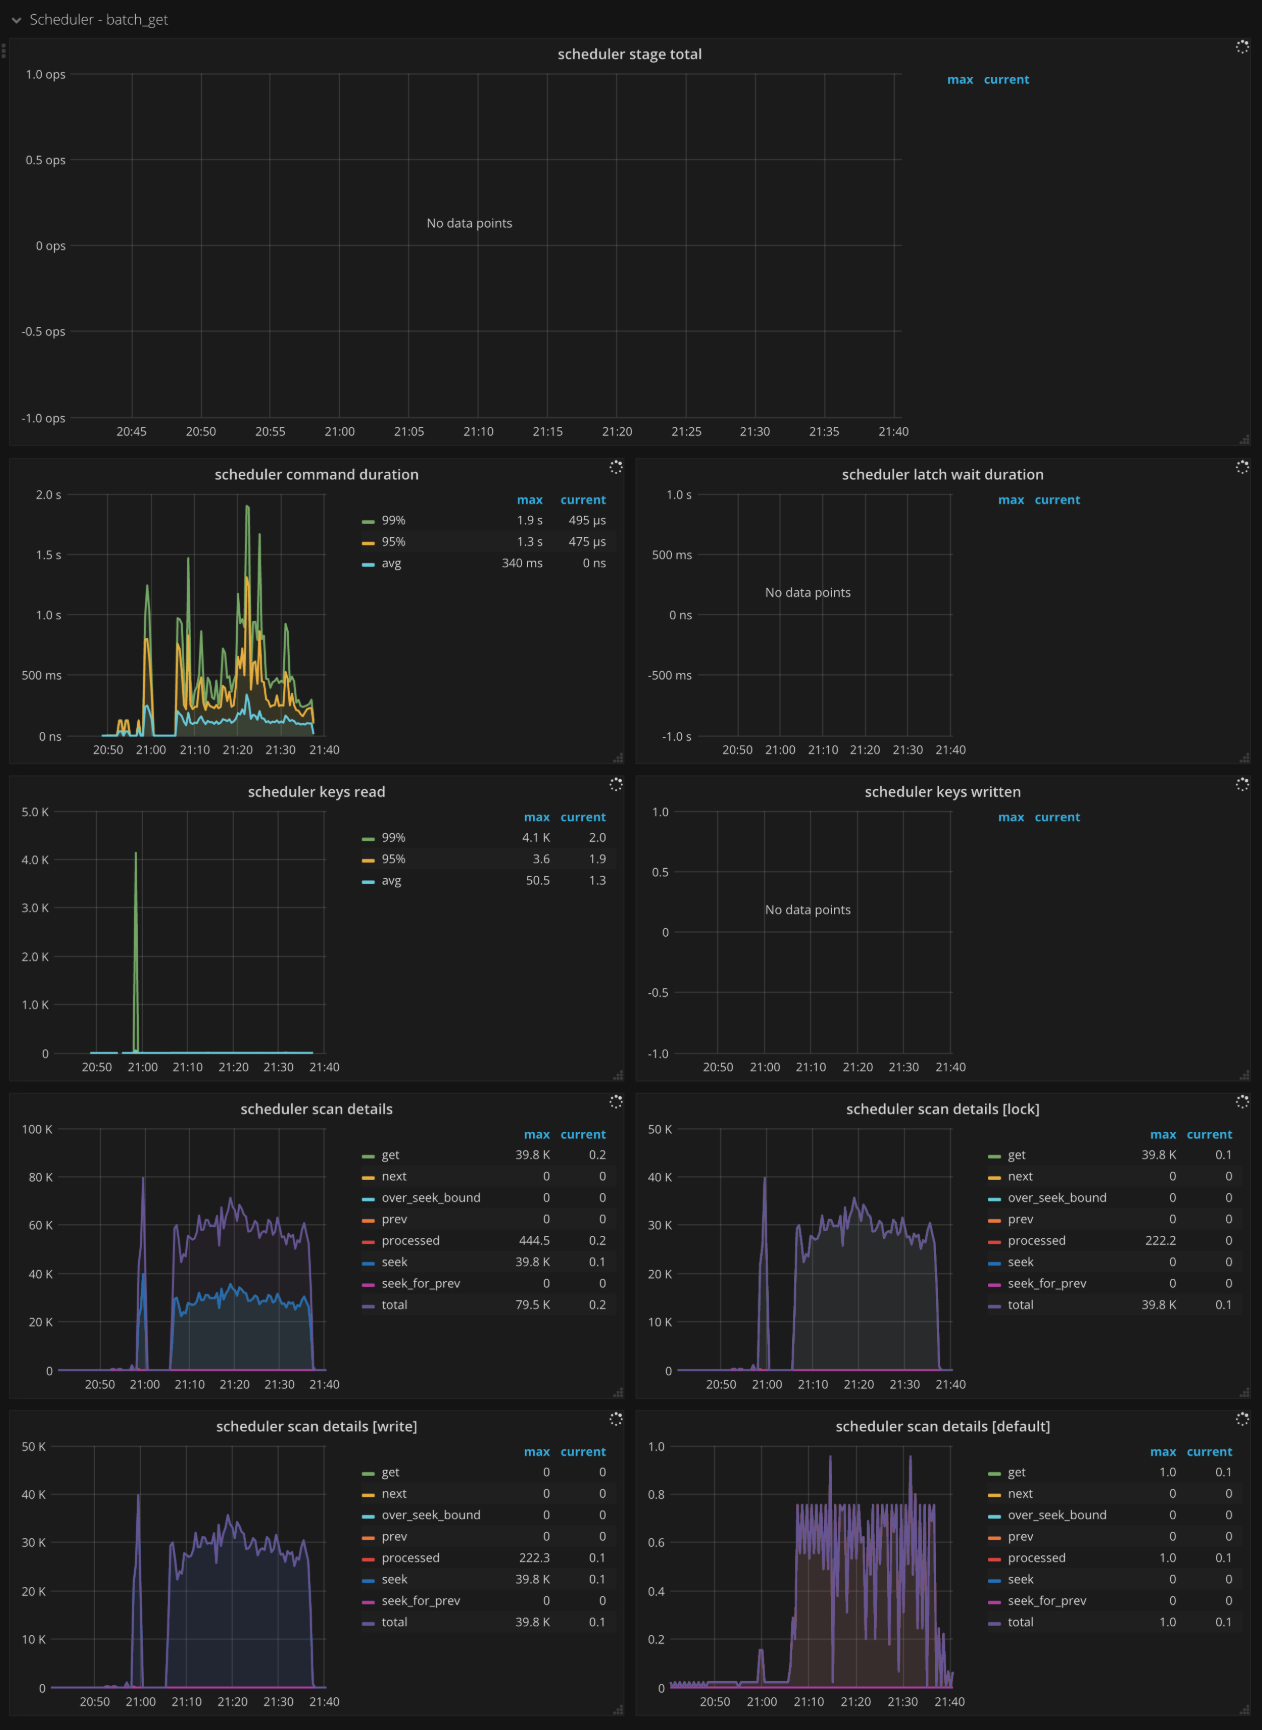 Scheduler - batch_get
scheduler stage total
max current
1.0 ops
0.5 ops
No data points
0 ops
-0.5 ops
-1.0 ops
20:45 20:50 20:55 21:00 21:05 21:10 21:15 21:20 21:25 21:30 21:35 21:40
scheduler command duration
max current
99% 1.9 s 495 µs
95% 1.3 s 475 µs
avg 340 ms 0 ns
2.0 s
1.5 s
1.0 s
500 ms
0 ns
20:50 21:00 21:10 21:20 21:30 21:40
scheduler latch wait duration
max current
1.0 s
500 ms
No data points
0 ns
-500 ms
-1.0 s
20:50 21:00 21:10 21:20 21:30 21:40
scheduler keys read
max current
99% 4.1 K 2.0
95% 3.6 1.9
avg 50.5 1.3
5.0 K
4.0 K
3.0 K
2.0 K
1.0 K
0
20:50 21:00 21:10 21:20 21:30 21:40
scheduler keys written
max current
1.0
0.5
No data points
0
-0.5
-1.0
20:50 21:00 21:10 21:20 21:30 21:40
scheduler scan details
max current
get 39.8 K 0.2
next 0 0
over_seek_bound 0 0
prev 0 0
processed 444.5 0.2
seek 39.8 K 0.1
seek_for_prev 0 0
total 79.5 K 0.2
100 K
80 K
60 K
40 K
20 K
0
20:50 21:00 21:10 21:20 21:30 21:40
scheduler scan details [lock]
max current
get 39.8 K 0.1
next 0 0
over_seek_bound 0 0
prev 0 0
processed 222.2 0
seek 0 0
seek_for_prev 0 0
total 39.8 K 0.1
50 K
40 K
30 K
20 K
10 K
0
20:50 21:00 21:10 21:20 21:30 21:40
scheduler scan details [write]
max current
get 0 0
next 0 0
over_seek_bound 0 0
prev 0 0
processed 222.3 0.1
seek 39.8 K 0.1
seek_for_prev 0 0
total 39.8 K 0.1
50 K
40 K
30 K
20 K
10 K
0
20:50 21:00 21:10 21:20 21:30 21:40
scheduler scan details [default]
max current
get 1.0 0.1
next 0 0
over_seek_bound 0 0
prev 0 0
processed 1.0 0.1
seek 0 0
seek_for_prev 0 0
total 1.0 0.1
1.0
0.8
0.6
0.4
0.2
0
20:50 21:00 21:10 21:20 21:30 21:40